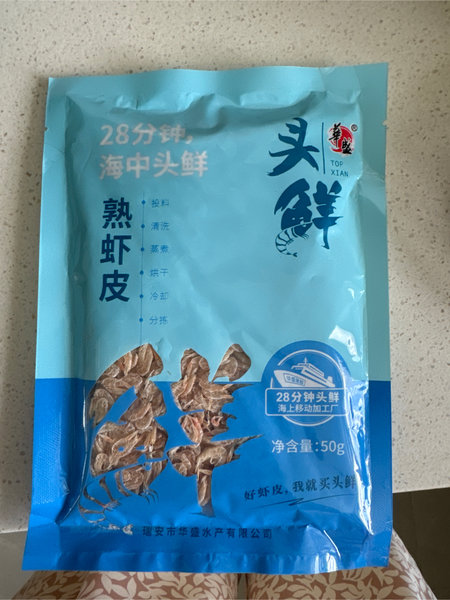 28分钟，
海中头鲜
头鲜
華盛®
TOP
XIAN
熟虾皮
投料
清洗
蒸煮
烘干
冷却
分拣
鲜
28分钟头鲜
海上移动加工厂
净含量:50g
好虾皮，我就买头鲜
瑞安市华盛水产有限公司